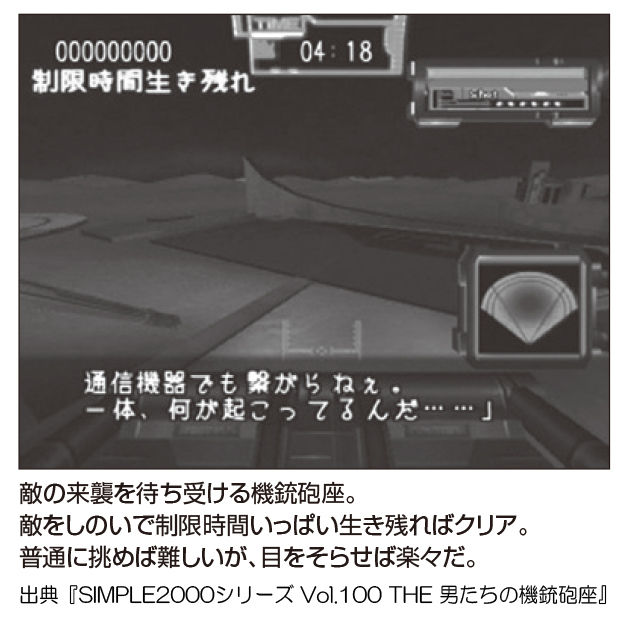 TIME
000000000
04:18
制限時間生き残れ
通信機器でも繋がらねぇ。
一体、何が起こってるんだ……」
敵の来襲を待ち受ける機銃砲座。
敵をしのいで制限時間いっぱい生き残ればクリア。
普通に挑めば難しいが、目をそらせば楽々だ。
出典『SIMPLE2000シリーズ Vol.100 THE 男たちの機銃砲座』